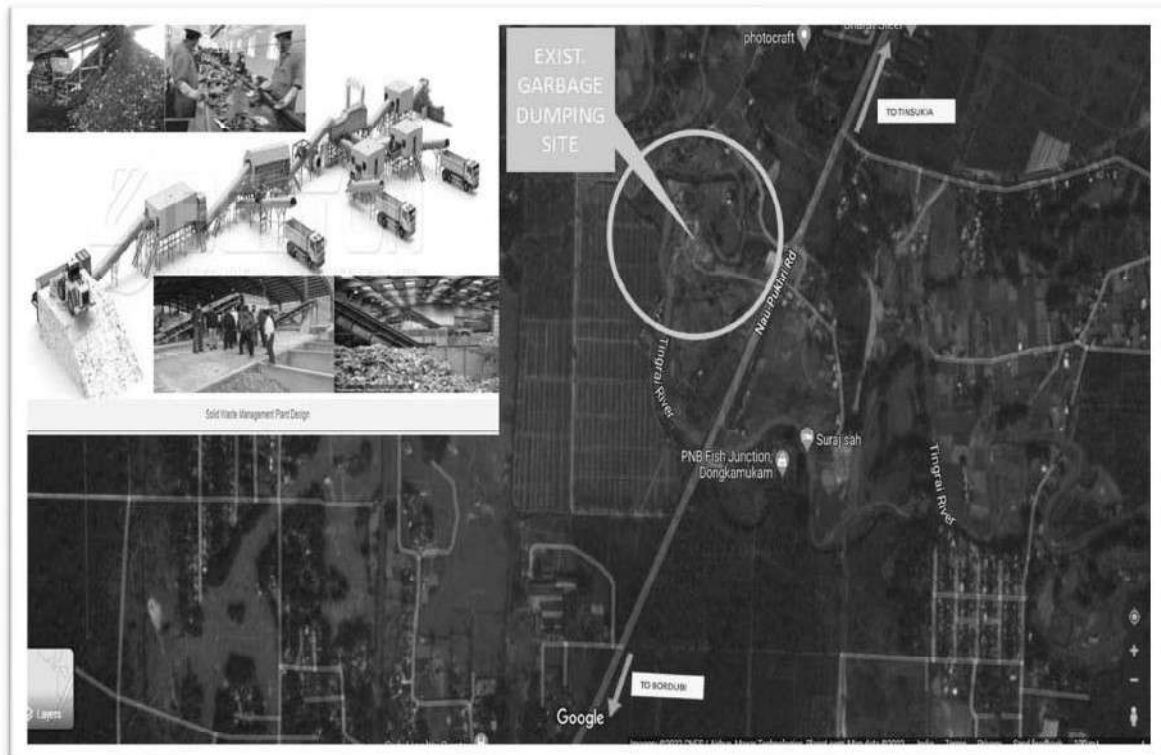 photocraft
EXIST.
GARBAGE
DUMPING
SITE
TO TINSUKIA
Nau-Pukhri Rd
Tingrai River
Solid Waste Management Plant Design
Suraj sah
PNB Fish Junction,
Dongkamukam
Tingrai River
TO BORDUBI
Layers
Google